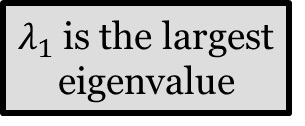 λ₁ is the largest
eigenvalue